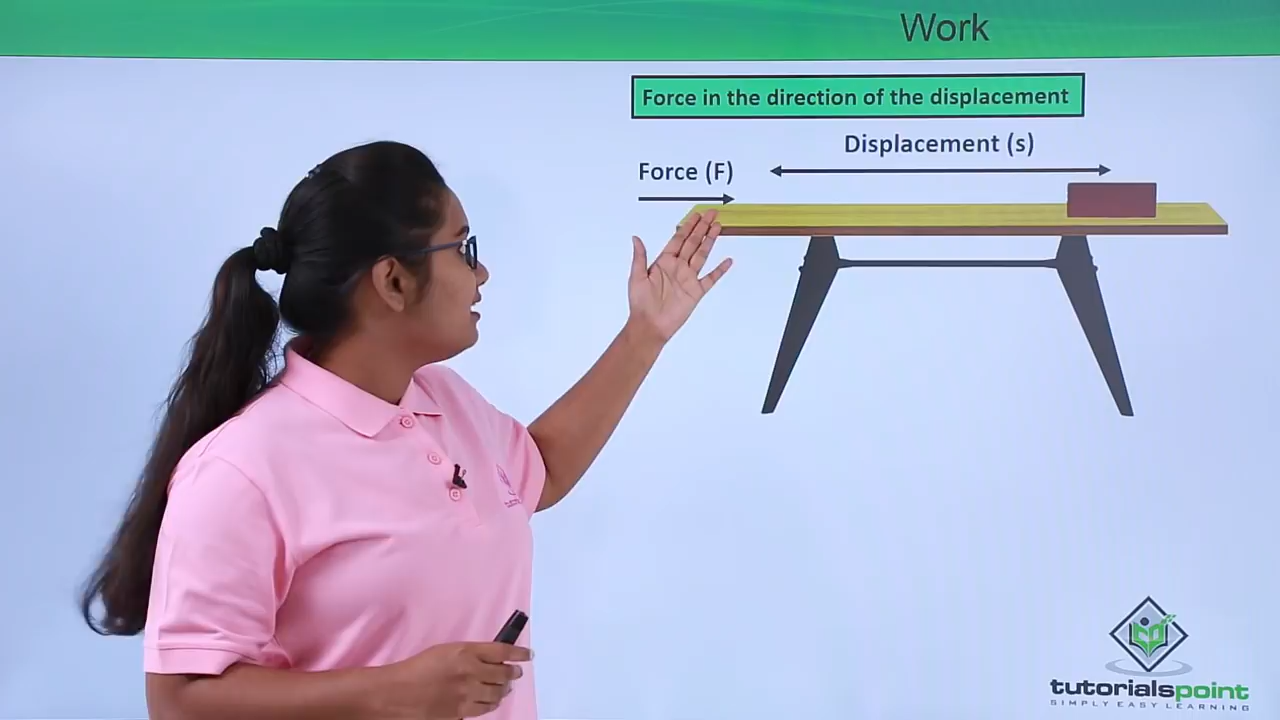 Work
Force in the direction of the displacement
Displacement (s)
Force (F)
tutorialspoint
SIMPLY EASY LEARNING